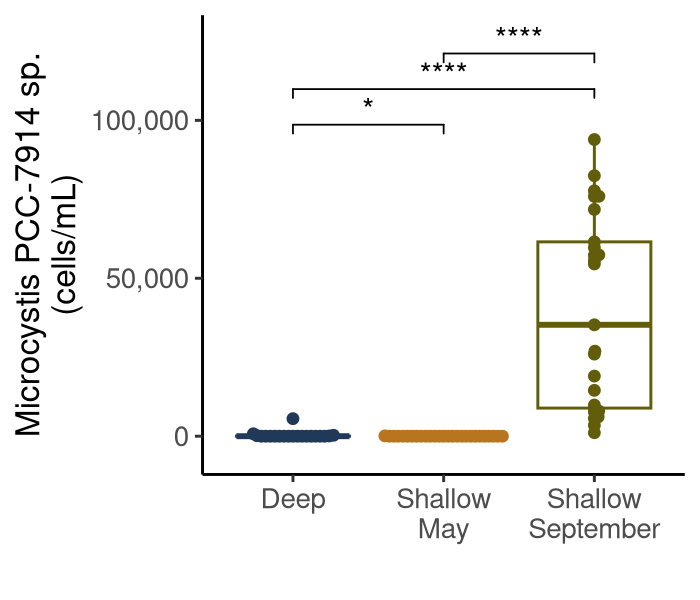 Microcystis PCC-7914 sp.
(cells/mL)
****
****
*
100,000
50,000
0
Deep
Shallow
May
Shallow
September